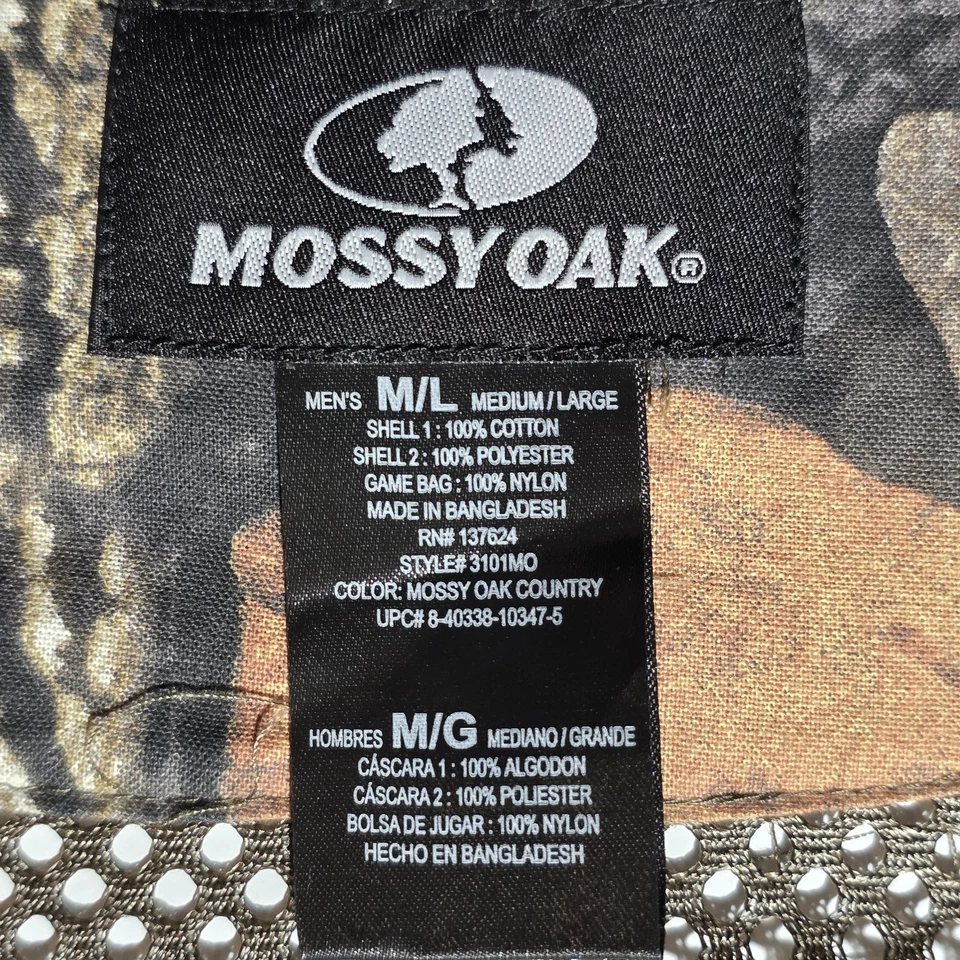 MOSSY OAK®
MEN'S M/L MEDIUM / LARGE
SHELL 1 : 100% COTTON
SHELL 2 : 100% POLYESTER
GAME BAG : 100% NYLON
MADE IN BANGLADESH
RN# 137624
STYLE# 3101MO
COLOR: MOSSY OAK COUNTRY
UPC# 8-40338-10347-5
HOMBRES M/G MEDIANO / GRANDE
CÁSCARA 1 : 100% ALGODON
CÁSCARA 2 : 100% POLIESTER
BOLSA DE JUGAR : 100% NYLON
HECHO EN BANGLADESH